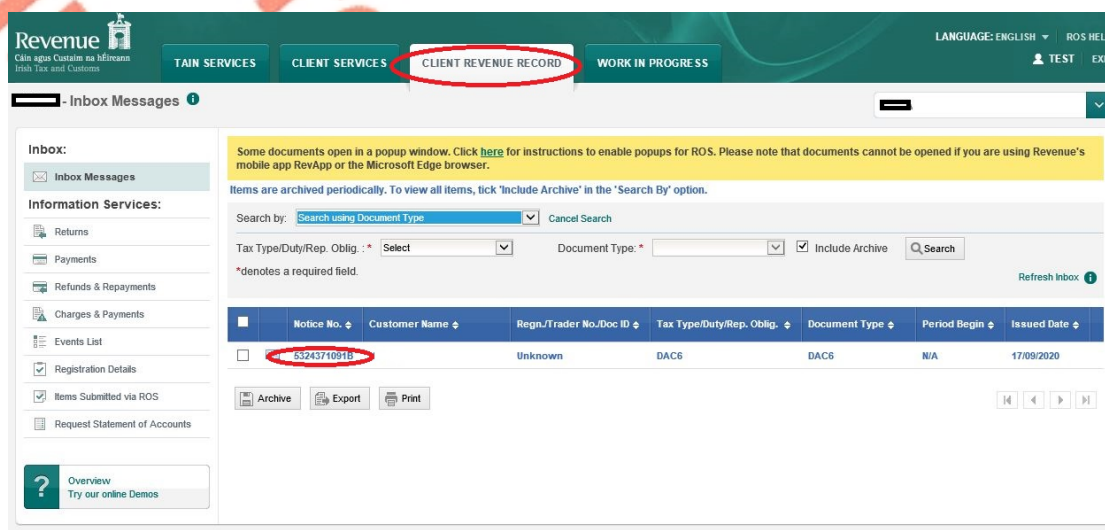 Revenue
Cáin agus Custaim na hÉireann
Irish Tax and Customs
TAIN SERVICES
CLIENT SERVICES
CLIENT REVENUE RECORD
WORK IN PROGRESS
LANGUAGE: ENGLISH
ROS HEL
TEST
EXI
- Inbox Messages
Inbox:
Inbox Messages
Information Services:
Returns
Payments
Refunds & Repayments
Charges & Payments
Events List
Registration Details
Items Submitted via ROS
Request Statement of Accounts
?
Overview
Try our online Demos
Some documents open in a popup window. Click here for instructions to enable popups for ROS. Please note that documents cannot be opened if you are using Revenue's
mobile app RevApp or the Microsoft Edge browser.
Items are archived periodically. To view all items, tick 'Include Archive' in the 'Search By' option.
Search by: Search using Document Type Cancel Search
Tax Type/Duty/Rep. Oblig. : * Select Document Type: * Include Archive Search
*denotes a required field.
Refresh Inbox
Notice No. Customer Name Regn./Trader No./Doc ID Tax Type/Duty/Rep. Oblig. Document Type Period Begin Issued Date
5324371091B Unknown DAC6 DAC6 N/A 17/09/2020
Archive Export Print